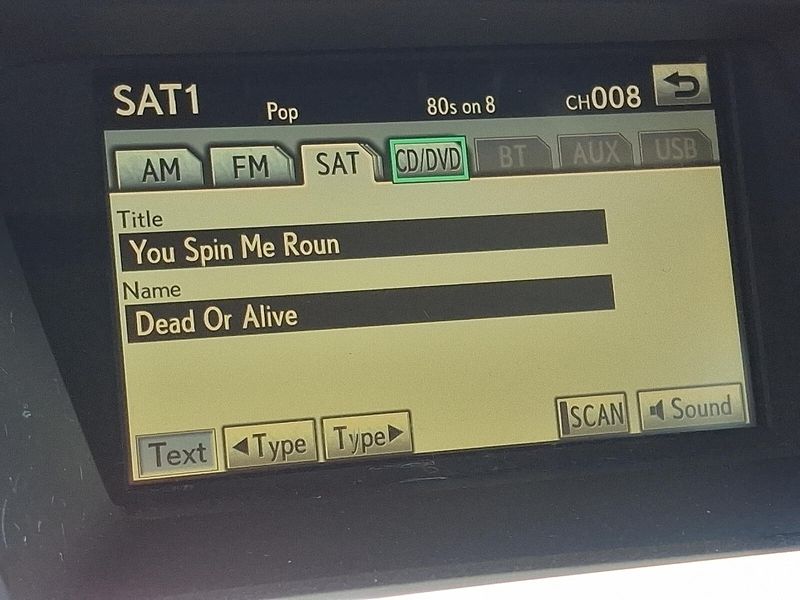 SAT1 Pop 80s on 8 CH008
AM FM SAT CD/DVD BT AUX USB
Title
You Spin Me Roun
Name
Dead Or Alive
Text ◀Type Type▶ SCAN Sound